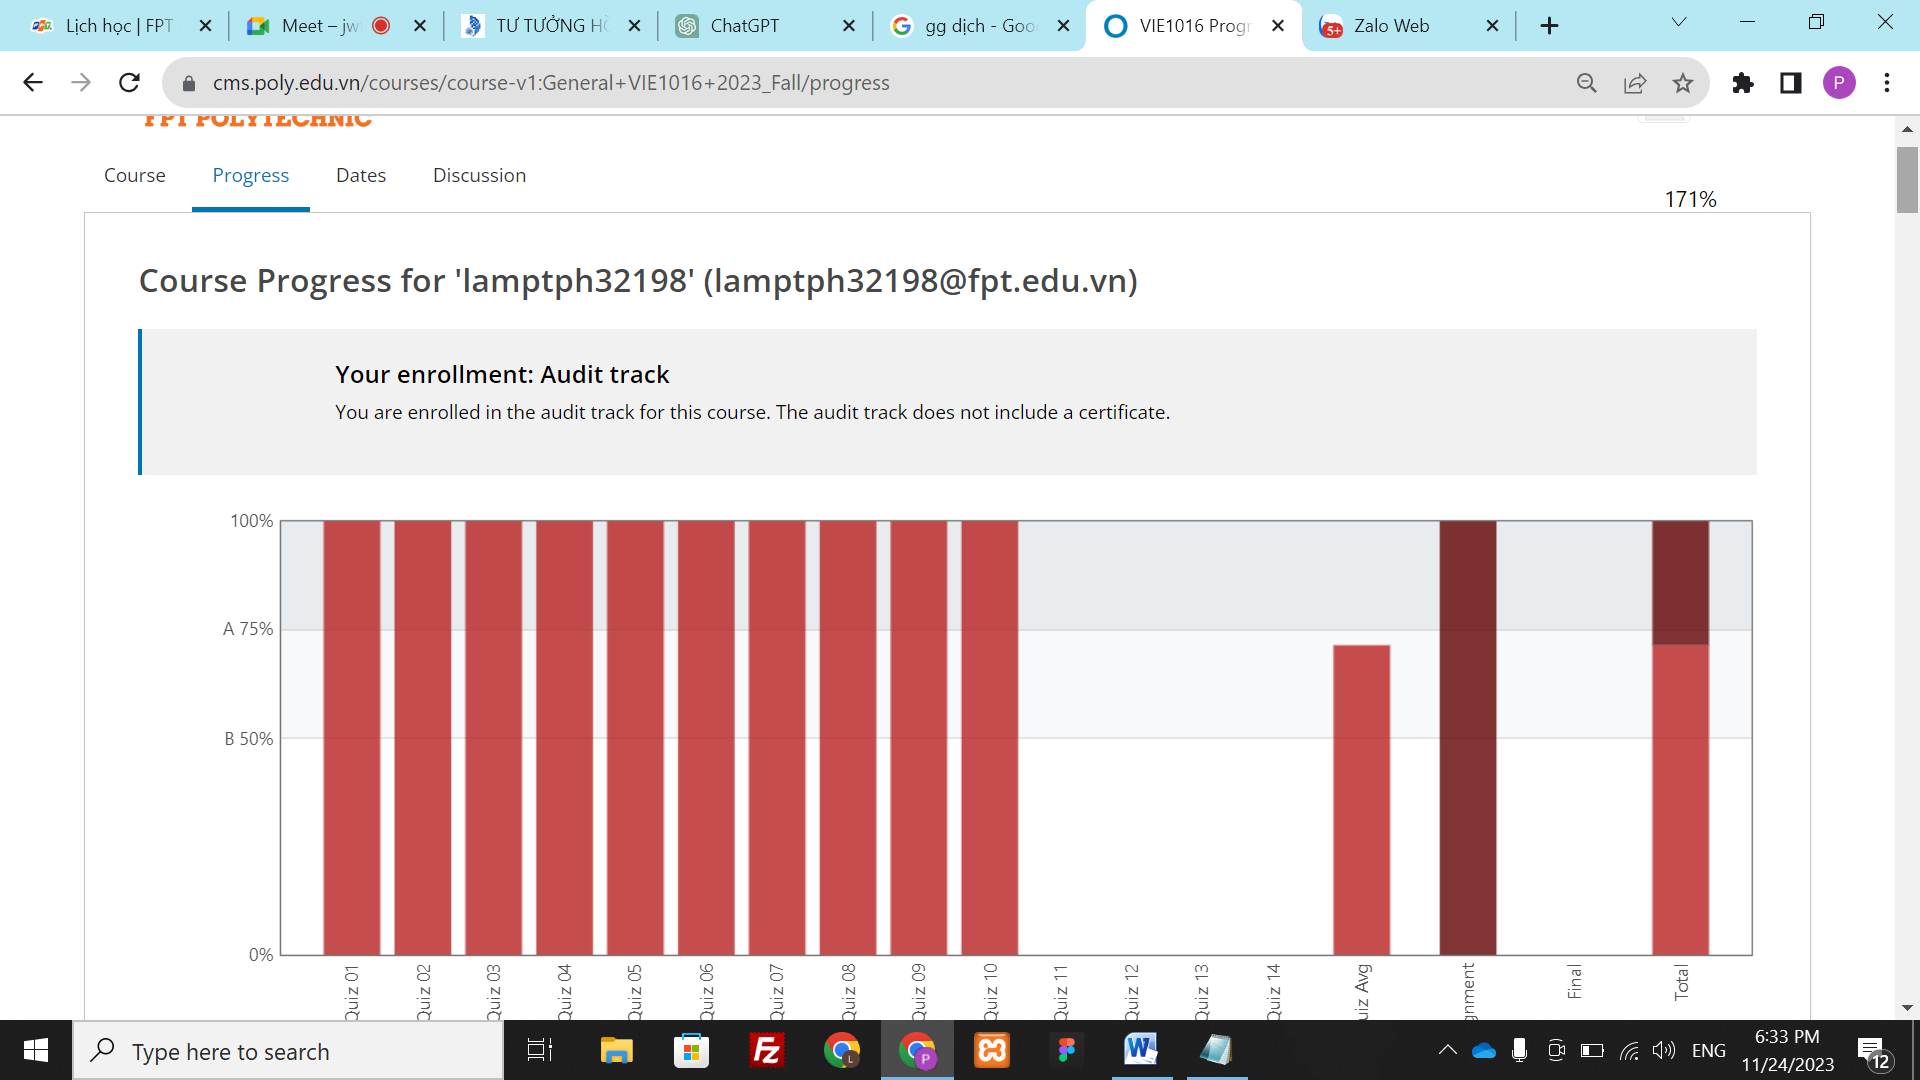 Lịch học | FPT
Meet – jw
TƯ TƯỞNG HỒ
ChatGPT
gg dịch - Goo
VIE1016 Progr
5+
Zalo Web
cms.poly.edu.vn/courses/course-v1:General+VIE1016+2023_Fall/progress
P
FPT POLYTECHNIC
Course
Progress
Dates
Discussion
171%
Course Progress for 'lamptph32198' (lamptph32198@fpt.edu.vn)
Your enrollment: Audit track
You are enrolled in the audit track for this course. The audit track does not include a certificate.
100%
A 75%
B 50%
0%
Quiz 01
Quiz 02
Quiz 03
Quiz 04
Quiz 05
Quiz 06
Quiz 07
Quiz 08
Quiz 09
Quiz 10
Quiz 11
Quiz 12
Quiz 13
Quiz 14
uiz Avg
gnment
Final
Total
Type here to search
Fz
L
P
W
ENG
6:33 PM
11/24/2023
12